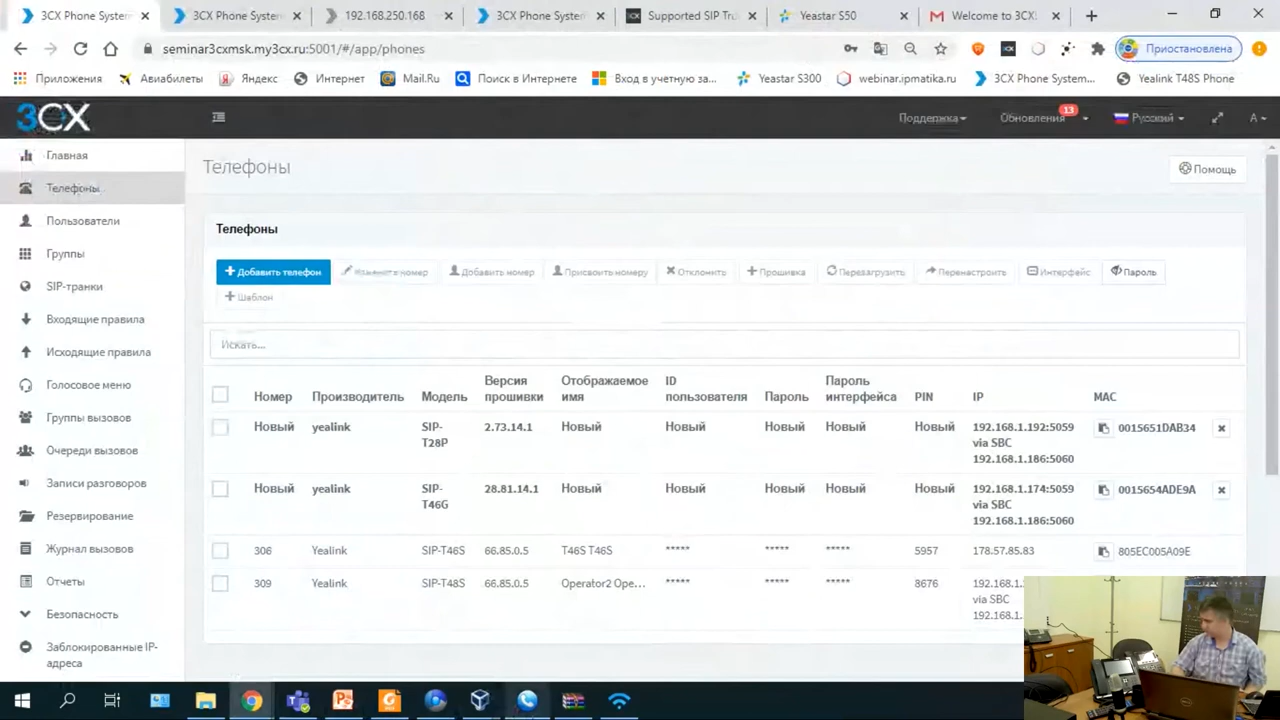 3CX Phone System
3CX Phone System
192.168.250.168
3CX Phone System
Supported SIP Tru
Yeastar S50
Welcome to 3CX!
seminar3cxmsk.my3cx.ru:5001/#/app/phones
Приостановлена
Приложения
Авиабилеты
Яндекс
Интернет
Mail.Ru
Поиск в Интернете
Вход в учетную за...
Yeastar S300
webinar.ipmatika.ru
3CX Phone System...
Yealink T48S Phone
3CX
Поддержка
Обновления
13
Русский
A
Главная
Телефоны
Пользователи
Группы
SIP-транки
Входящие правила
Исходящие правила
Голосовое меню
Группы вызовов
Очереди вызовов
Записи разговоров
Резервирование
Журнал вызовов
Отчеты
Безопасность
Заблокированные IP-
адреса
Телефоны
Помощь
Телефоны
Добавить телефон
Изменить номер
Добавить номер
Присвоить номеру
Отклонить
Прошивка
Перезагрузить
Перенастроить
Интерфейс
Пароль
Шаблон
Искать...
Номер Производитель Модель Версия прошивки Отображаемое имя ID пользователя Пароль Пароль интерфейса PIN IP MAC
Новый yealink SIP-T28P 2.73.14.1 Новый Новый Новый Новый Новый 192.168.1.192:5059 via SBC 192.168.1.186:5060 0015651DAB34
Новый yealink SIP-T46G 28.81.14.1 Новый Новый Новый Новый Новый 192.168.1.174:5059 via SBC 192.168.1.186:5060 0015654ADE9A
308 Yealink SIP-T46S 66.85.0.5 T46S T46S ***** ***** ***** 5957 178.57.85.83 805EC005A09E
309 Yealink SIP-T48S 66.85.0.5 Operator2 Ope... ***** ***** ***** 8676 192.168.1. via SBC 192.168.1.